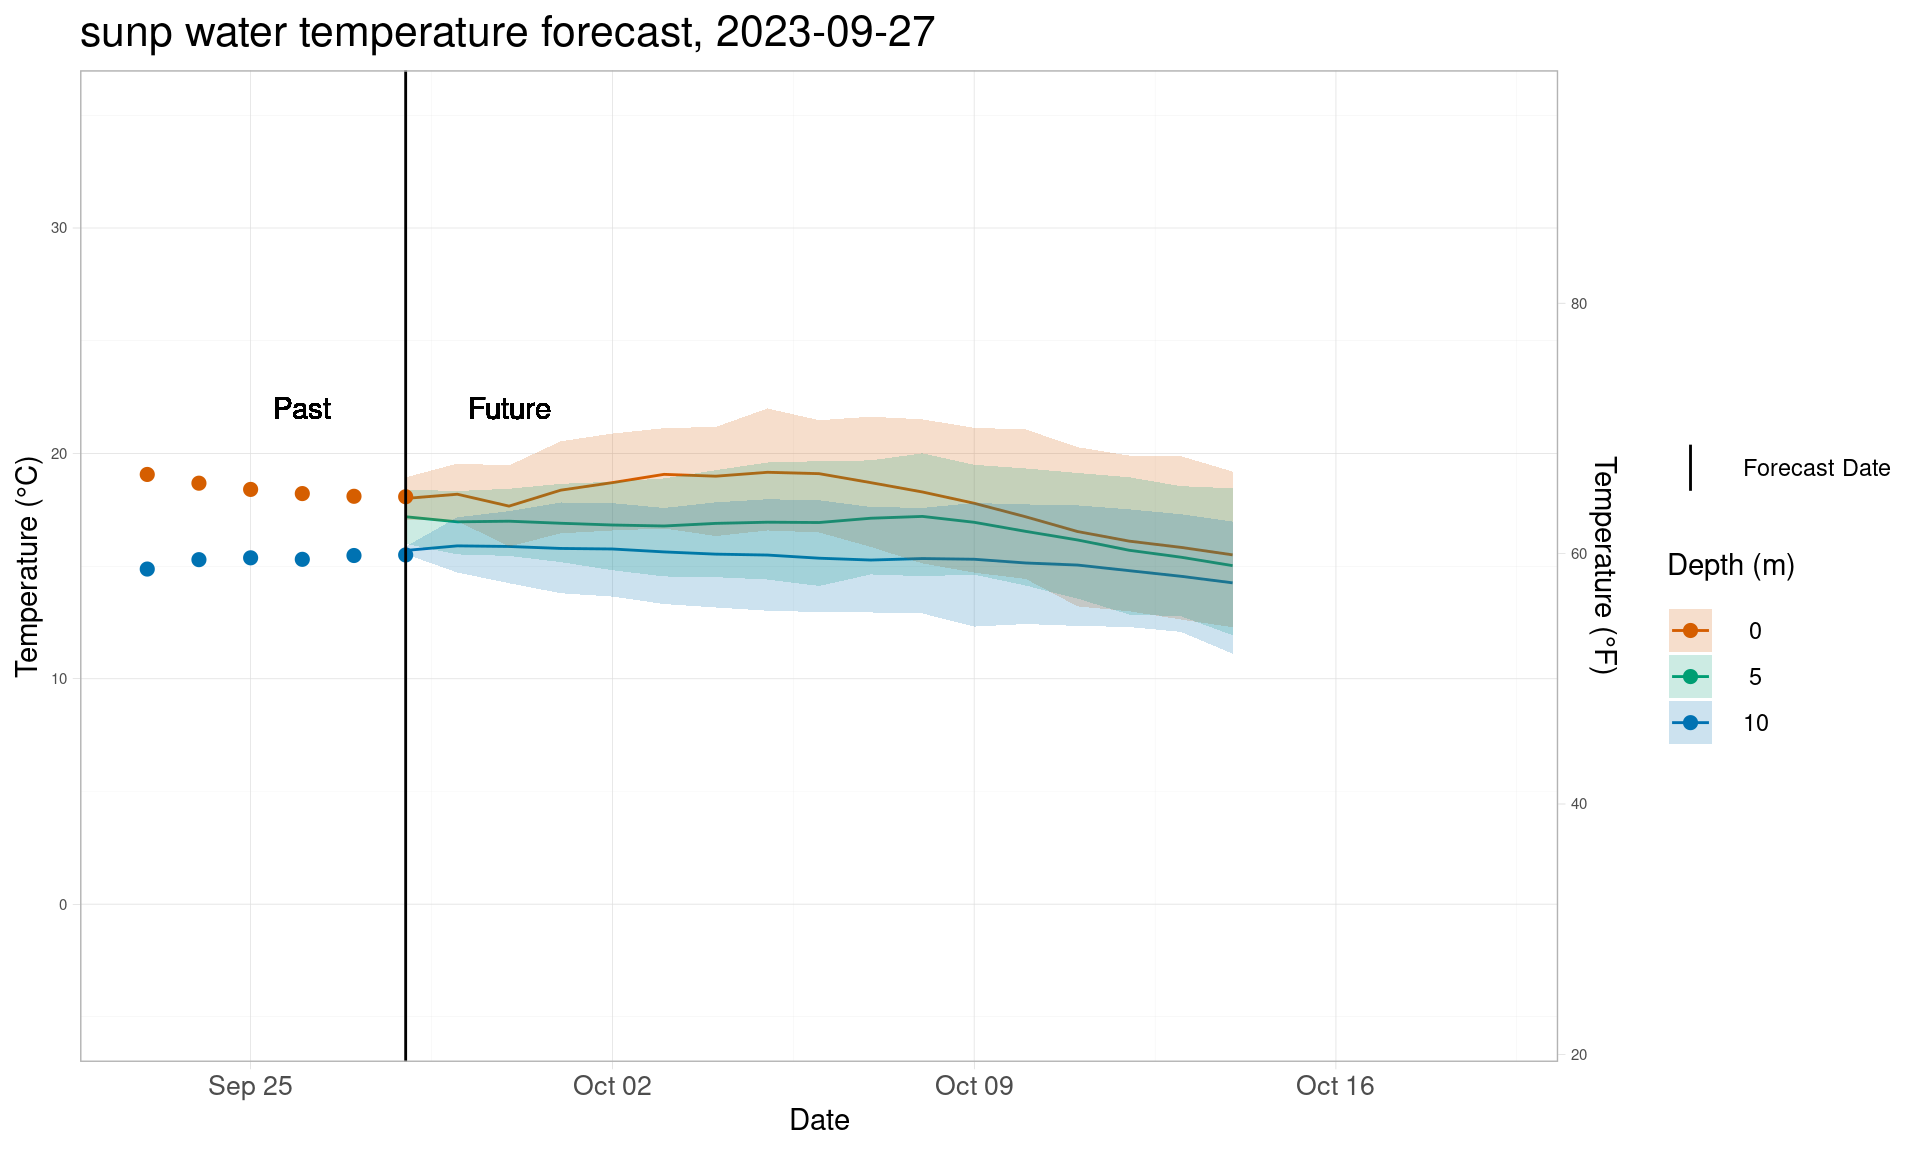 sunp water temperature forecast, 2023-09-27
Past
Future
30
20
10
0
Temperature (°C)
80
60
40
20
Temperature (°F)
Sep 25
Oct 02
Oct 09
Oct 16
Date
Forecast Date
Depth (m)
0
5
10